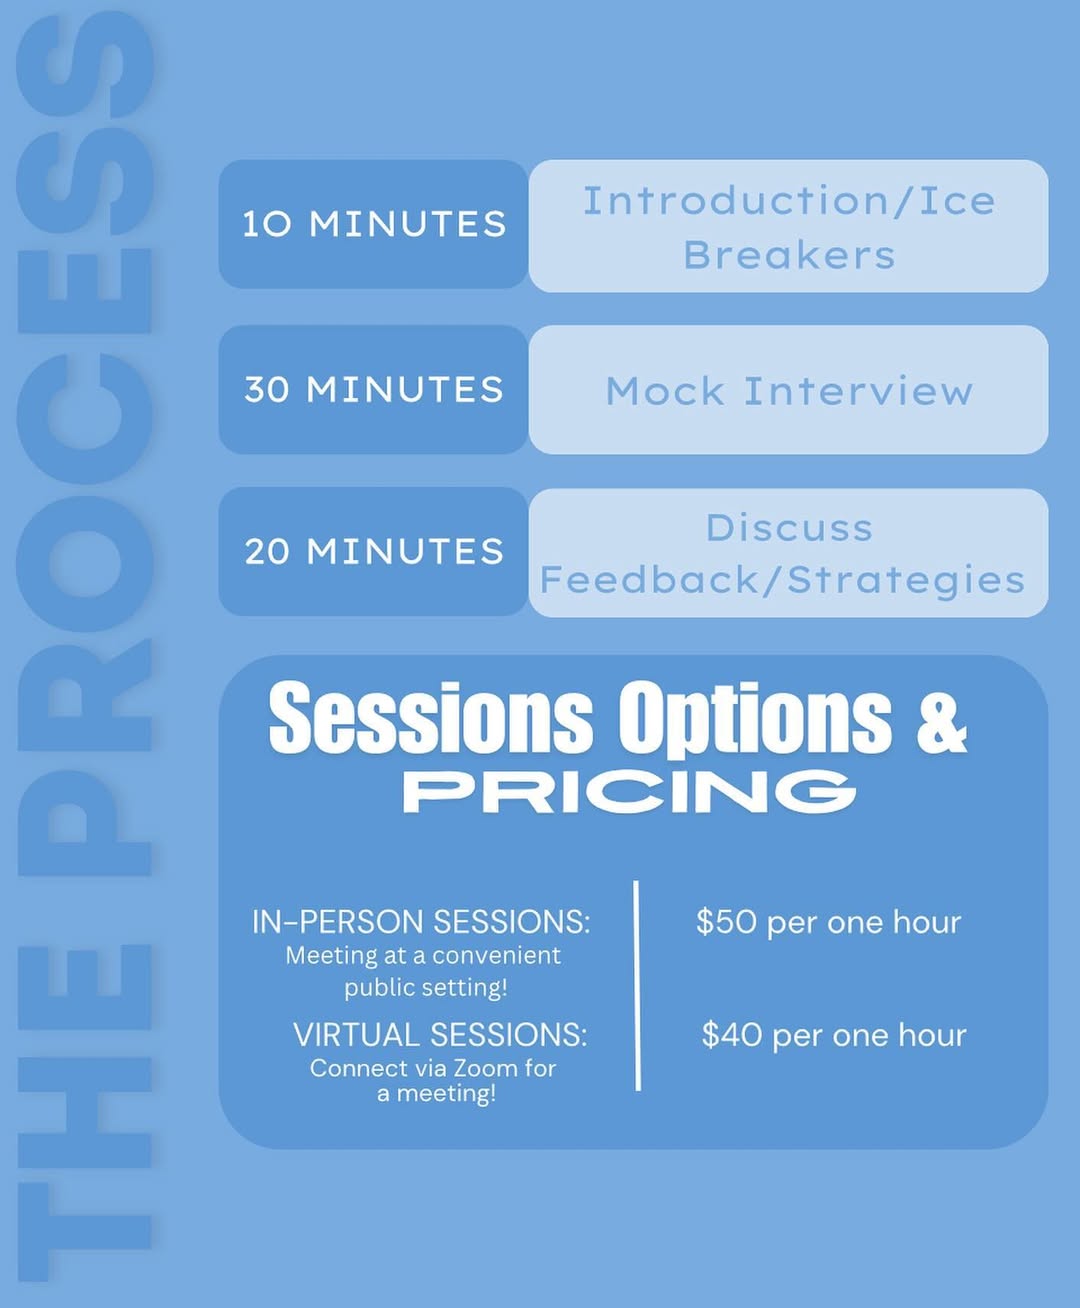 THE PROCESS
10 MINUTES
Introduction/Ice
Breakers
30 MINUTES
Mock Interview
20 MINUTES
Discuss
Feedback/Strategies
Sessions Options &
PRICING
IN-PERSON SESSIONS:
Meeting at a convenient
public setting!
$50 per one hour
VIRTUAL SESSIONS:
Connect via Zoom for
a meeting!
$40 per one hour